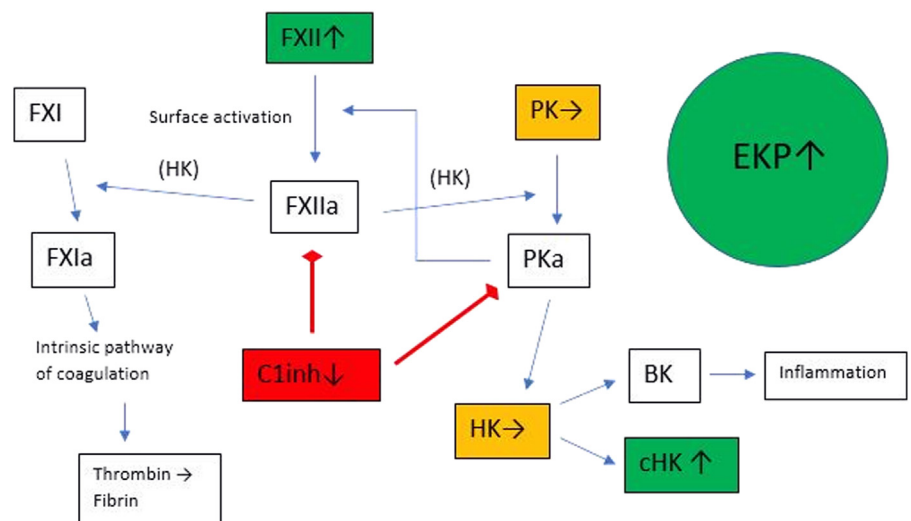 FXII↑
FXI
Surface activation
PK→
EKP↑
(HK)
(HK)
FXIIa
FXIa
PKa
Intrinsic pathway
of coagulation
C1inh↓
BK
Inflammation
HK→
cHK ↑
Thrombin →
Fibrin